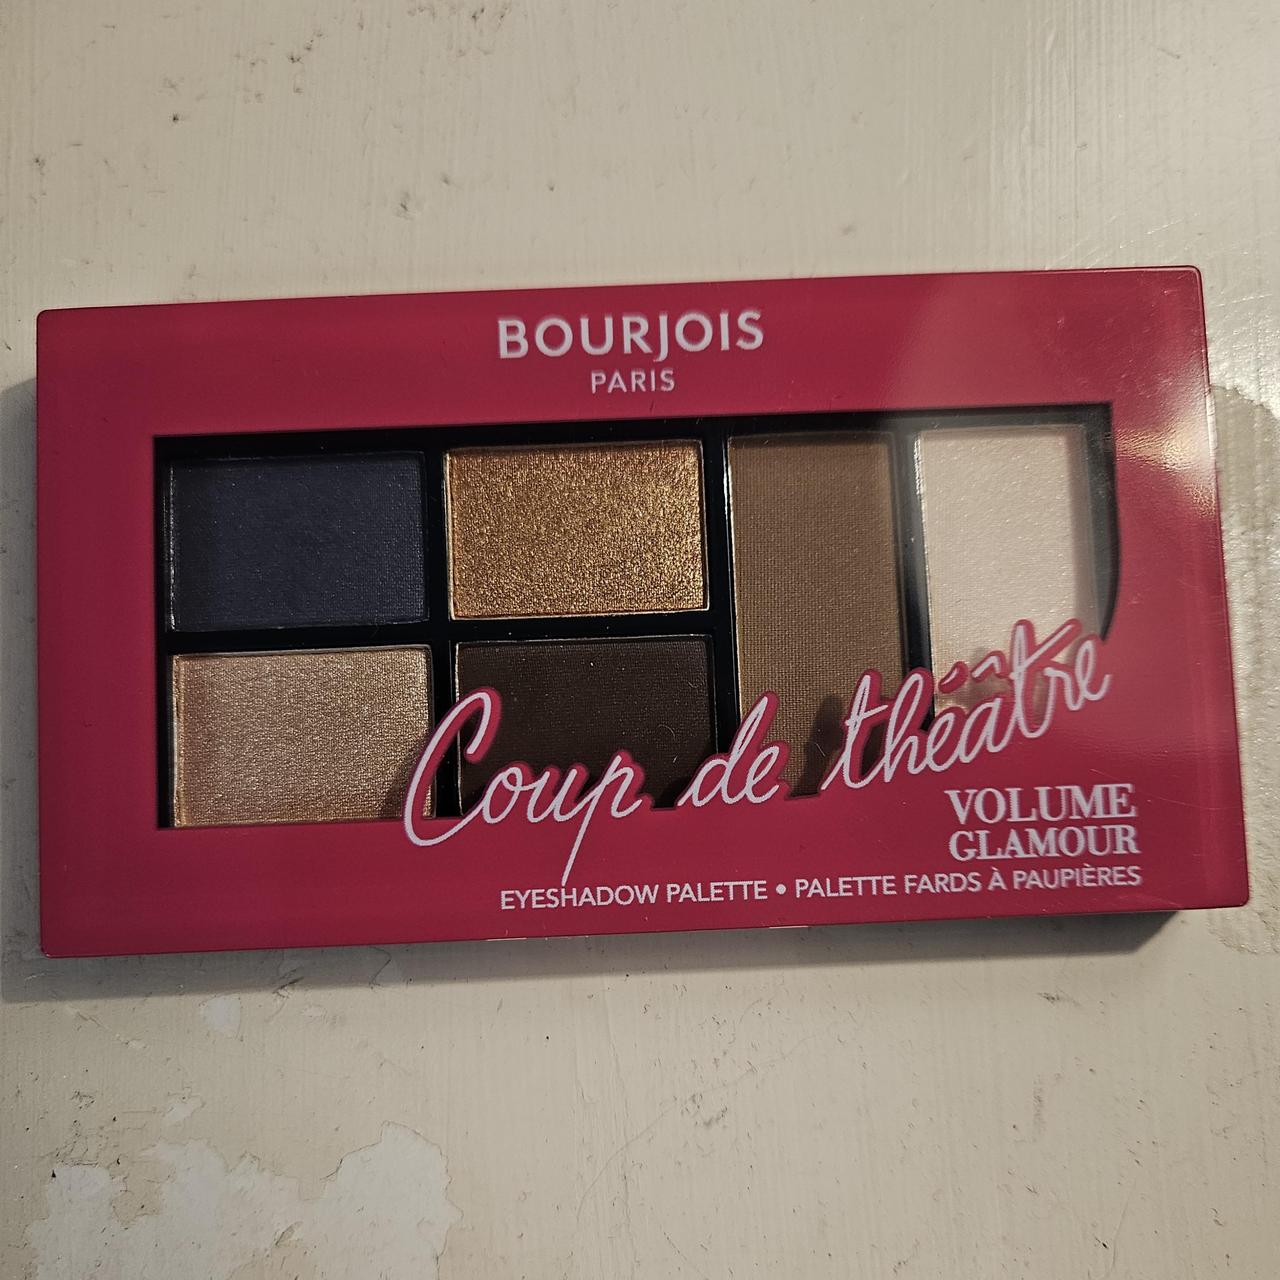 BOURJOIS
PARIS
Coup de théâtre
VOLUME
GLAMOUR
EYESHADOW PALETTE • PALETTE FARDS À PAUPIÈRES